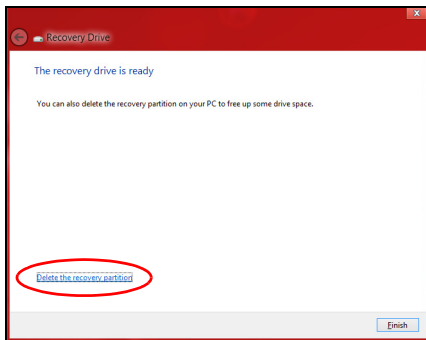 Recovery Drive
The recovery drive is ready
You can also delete the recovery partition on your PC to free up some drive space.
Delete the recovery partition
Finish